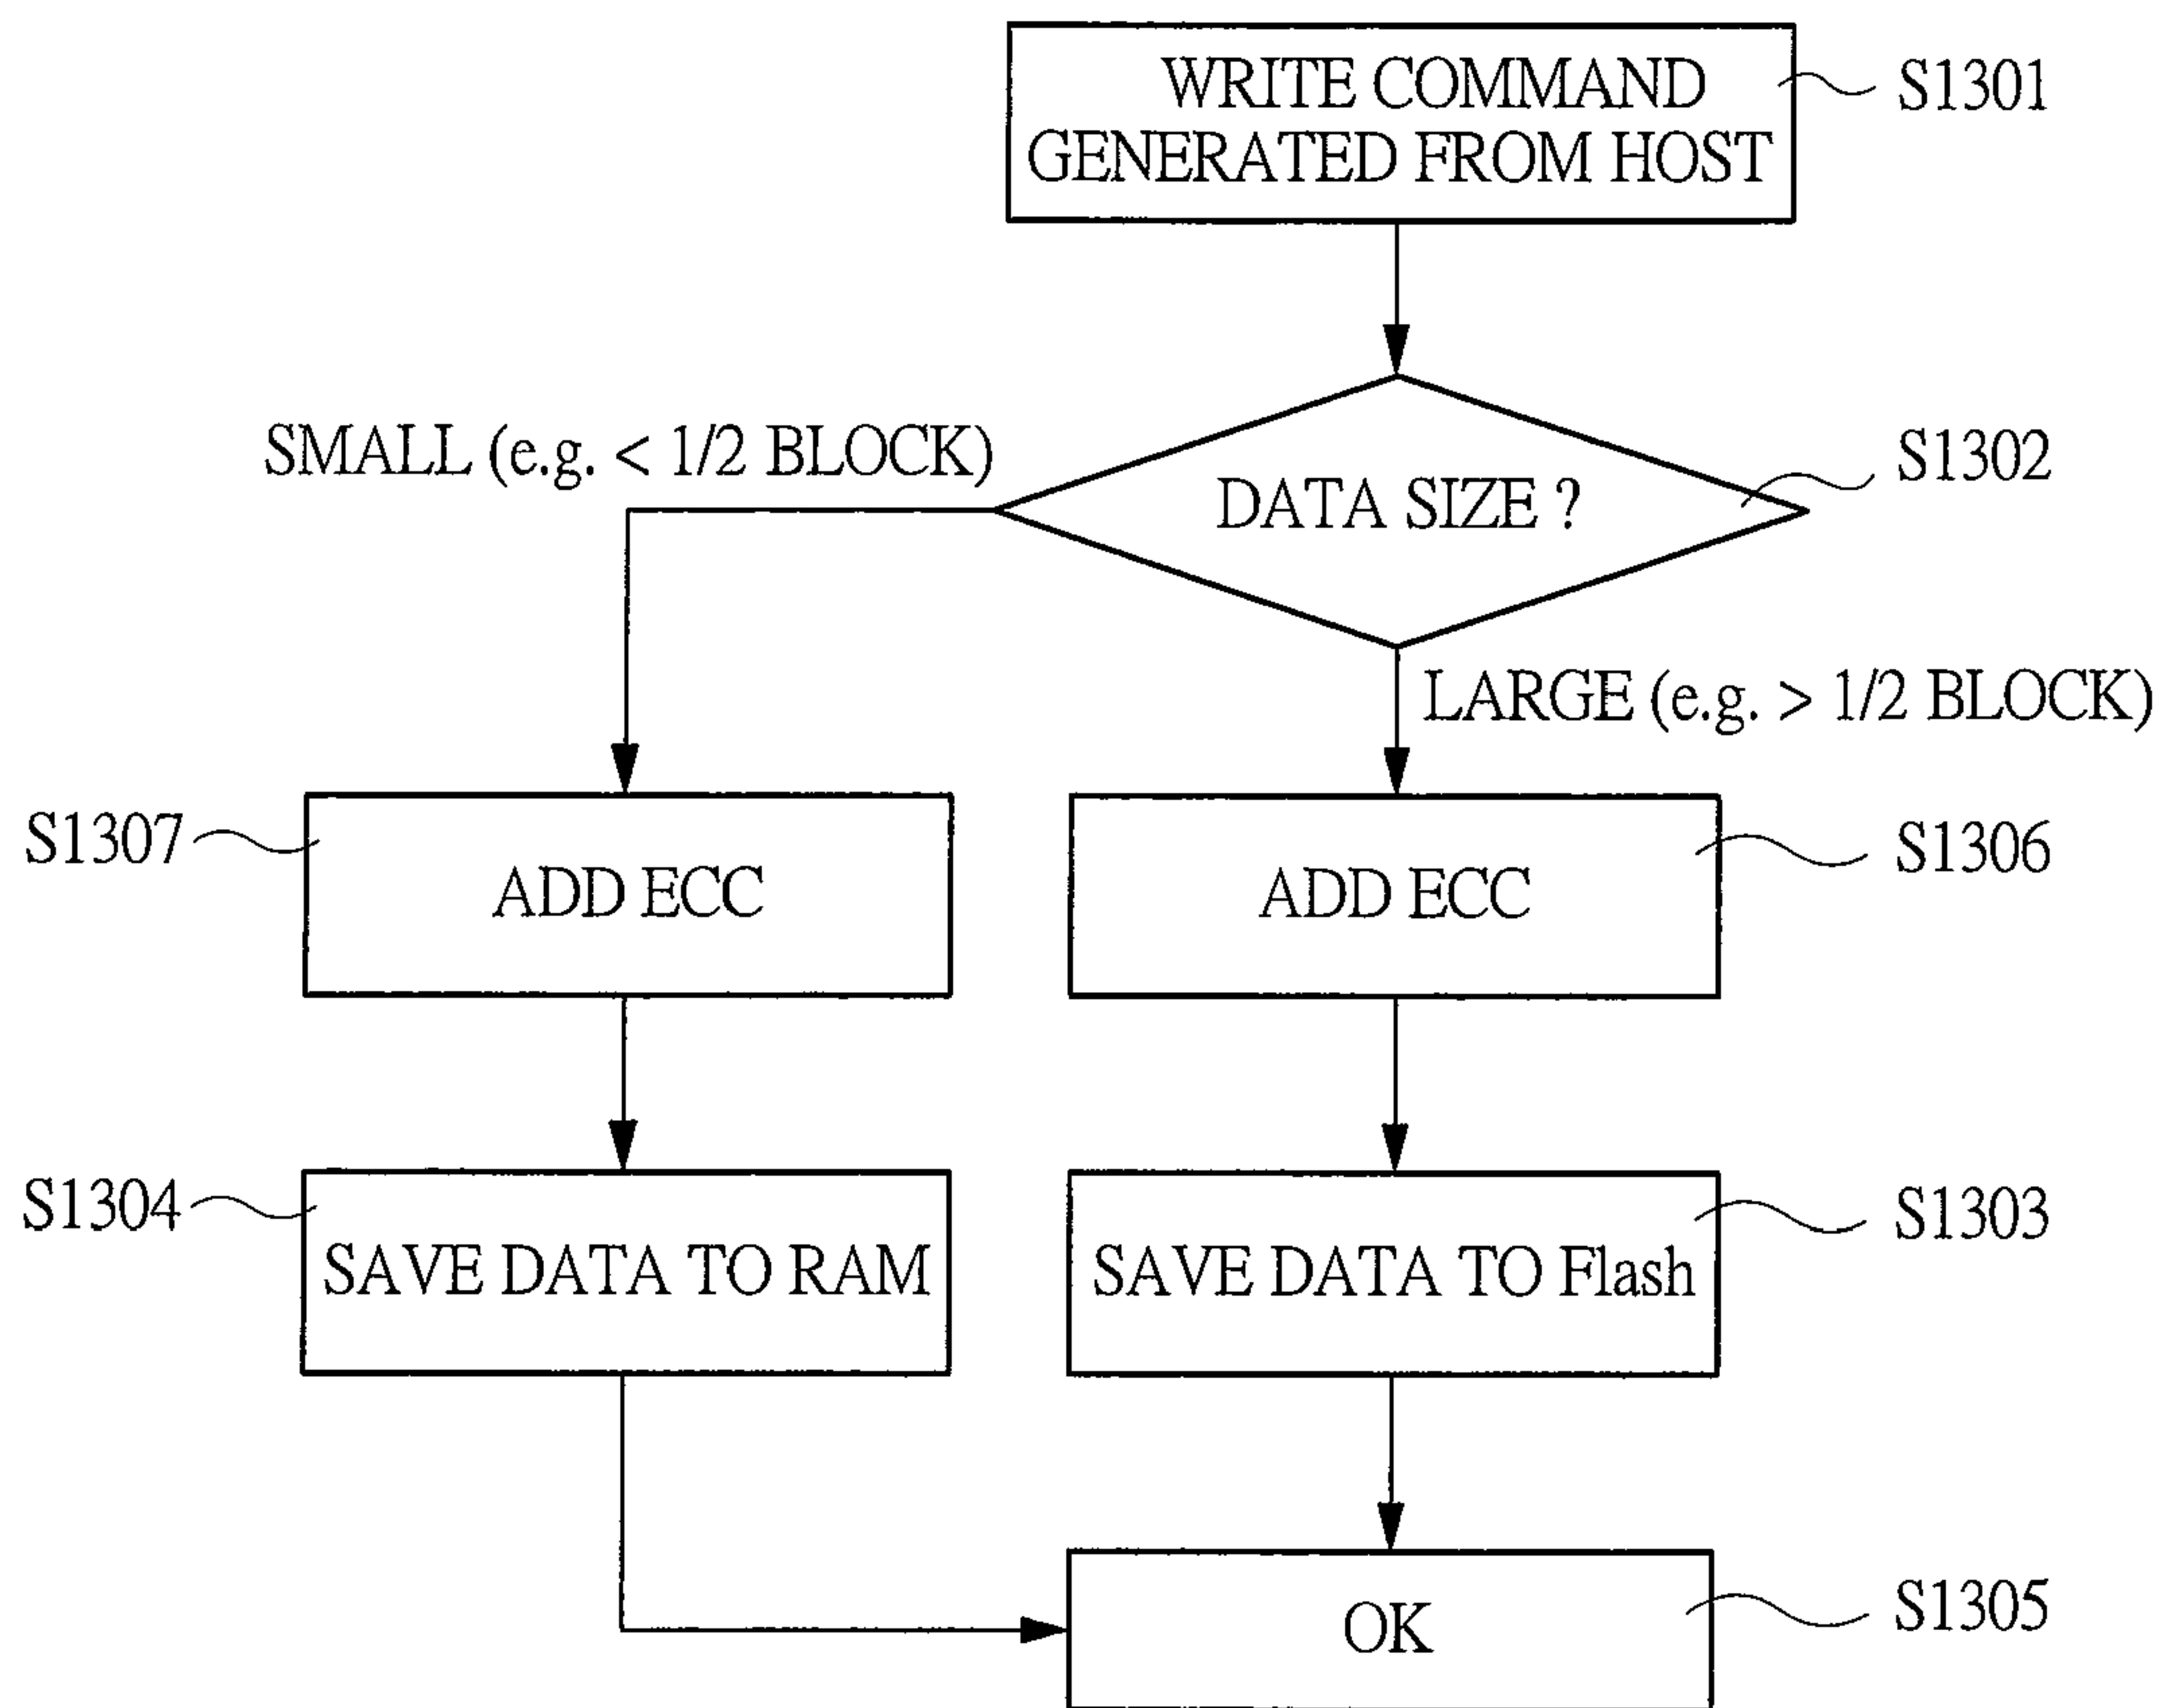 WRITE COMMAND
GENERATED FROM HOST
S1301
SMALL (e.g. < 1/2 BLOCK)
DATA SIZE ?
S1302
LARGE (e.g. > 1/2 BLOCK)
S1307
ADD ECC
ADD ECC
S1306
S1304
SAVE DATA TO RAM
SAVE DATA TO Flash
S1303
OK
S1305